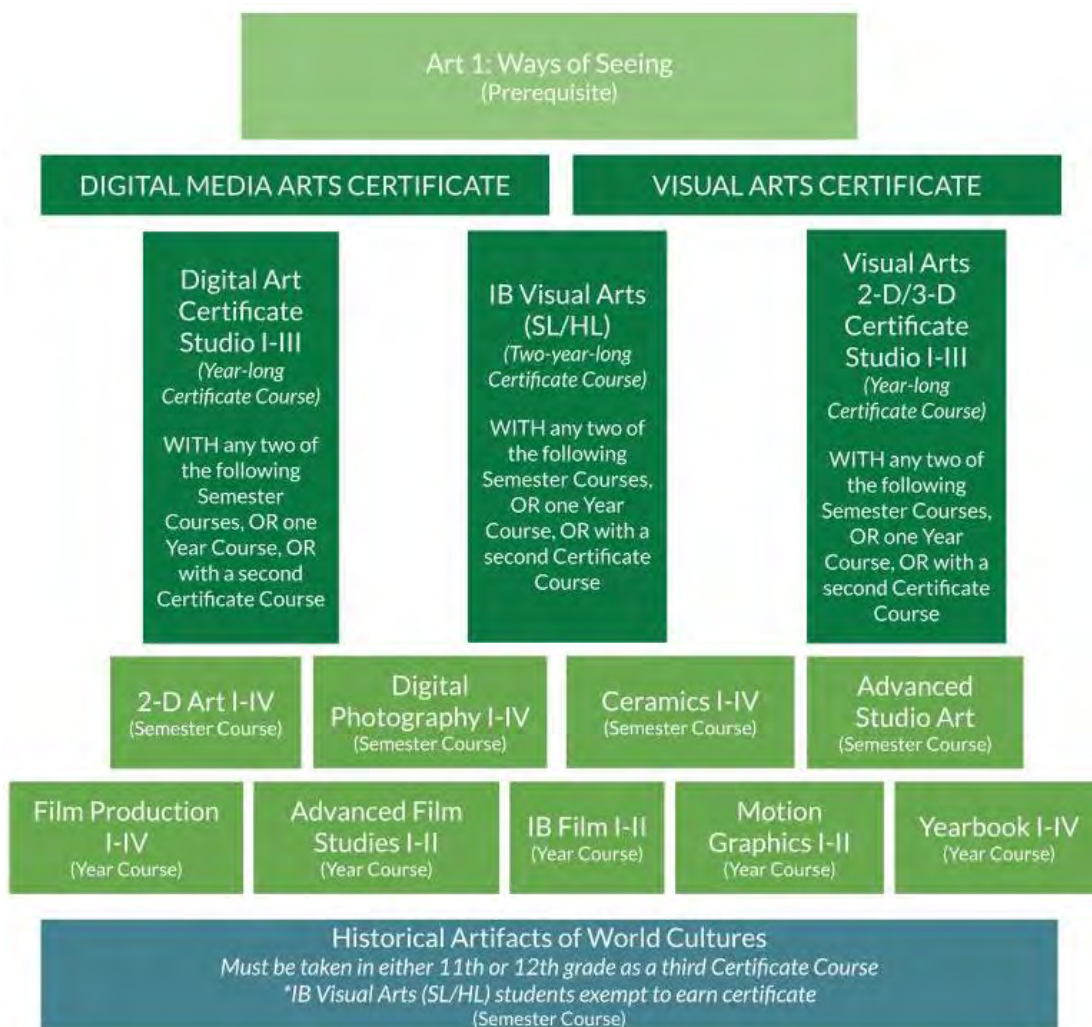 Art 1: Ways of Seeing
(Prerequisite)
DIGITAL MEDIA ARTS CERTIFICATE
VISUAL ARTS CERTIFICATE
Digital Art
Certificate
Studio I-III
(Year-long
Certificate Course)
WITH any two of
the following
Semester
Courses, OR one
Year Course, OR
with a second
Certificate Course
IB Visual Arts
(SL/HL)
(Two-year-long
Certificate Course)
WITH any two of
the following
Semester Courses,
OR one Year
Course, OR with a
second Certificate
Course
Visual Arts
2-D/3-D
Certificate
Studio I-III
(Year-long
Certificate Course)
WITH any two of
the following
Semester Courses,
OR one Year
Course, OR with a
second Certificate
Course
2-D Art I-IV
(Semester Course)
Digital
Photography I-IV
(Semester Course)
Ceramics I-IV
(Semester Course)
Advanced
Studio Art
(Semester Course)
Film Production
I-IV
(Year Course)
Advanced Film
Studies I-II
(Year Course)
IB Film I-II
(Year Course)
Motion
Graphics I-II
(Year Course)
Yearbook I-IV
(Year Course)
Historical Artifacts of World Cultures
Must be taken in either 11th or 12th grade as a third Certificate Course
*IB Visual Arts (SL/HL) students exempt to earn certificate
(Semester Course)